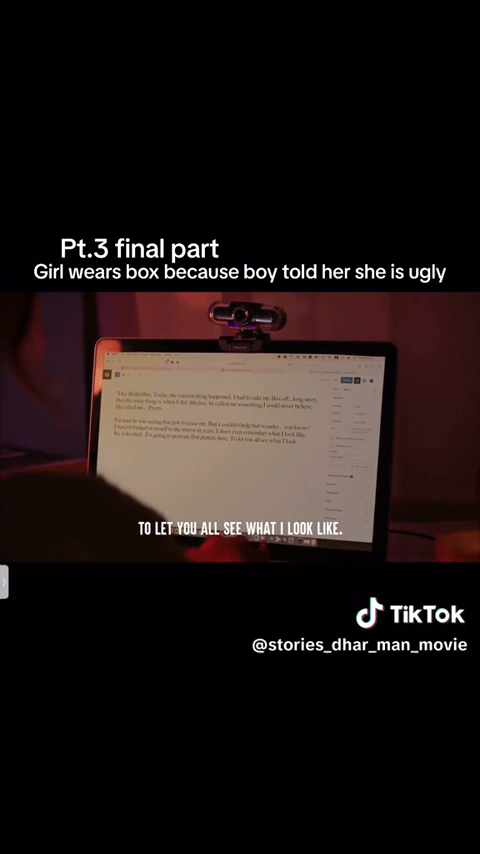 Pt.3 final part
Girl wears box because boy told her she is ugly
"Hey Butterflies. Today, the craziest thing happened. I had to take my Box off...long story.
But the crazy thing is when I did, this boy.. he called me something I could never believe.
He called me... Pretty.
I'm sure he was saying that just to tease me. But I couldn't help but wonder... you know,
I haven't looked at myself in the mirror in years. I don't even remember what I look like.
So, I decided.. I'm going to post my first picture here. To let you all see what I look
TO LET YOU ALL SEE WHAT I LOOK LIKE.
TikTok
@stories_dhar_man_movie